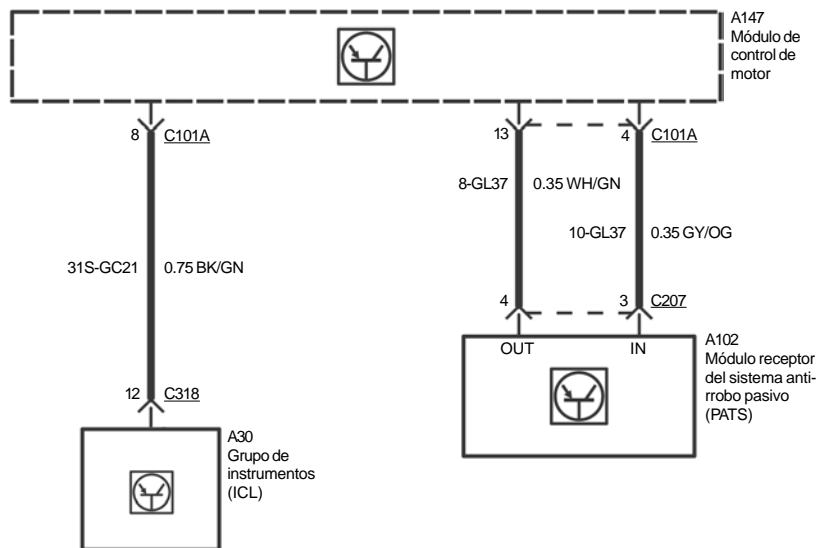 A147
Módulo de
control de
motor
8 C101A
13 4 C101A
8-GL37 0.35 WH/GN
10-GL37 0.35 GY/OG
31S-GC21 0.75 BK/GN
4 3 C207
OUT IN
A102
Módulo receptor
del sistema anti-
rrobo pasivo
(PATS)
12 C318
A30
Grupo de
instrumentos
(ICL)